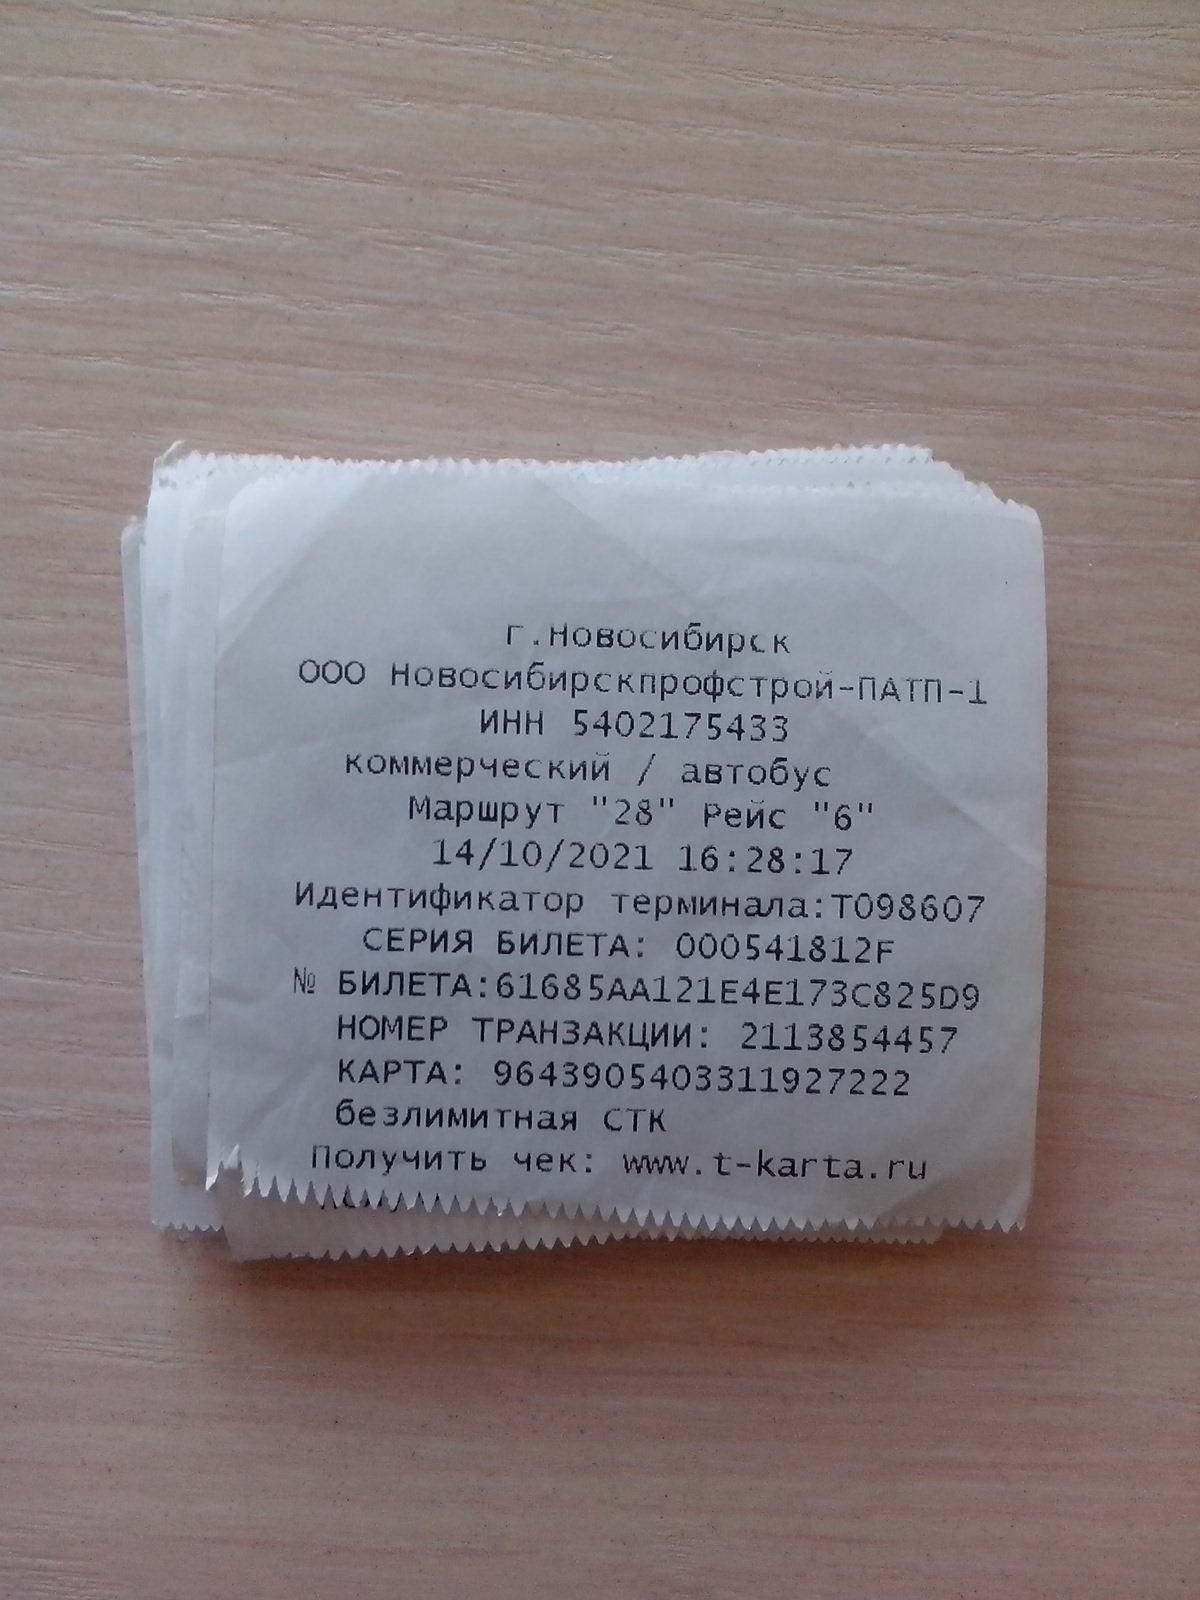 г.Новосибирск
ООО Новосибирскпрофстрой-ПАТП-1
ИНН 5402175433
коммерческий / автобус
Маршрут "28" Рейс "6"
14/10/2021 16:28:17
Идентификатор терминала:T098607
СЕРИЯ БИЛЕТА: 000541812F
№ БИЛЕТА:61685AA121E4E173C825D9
НОМЕР ТРАНЗАКЦИИ: 2113854457
КАРТА: 9643905403311927222
безлимитная СТК
Получить чек: www.t-karta.ru